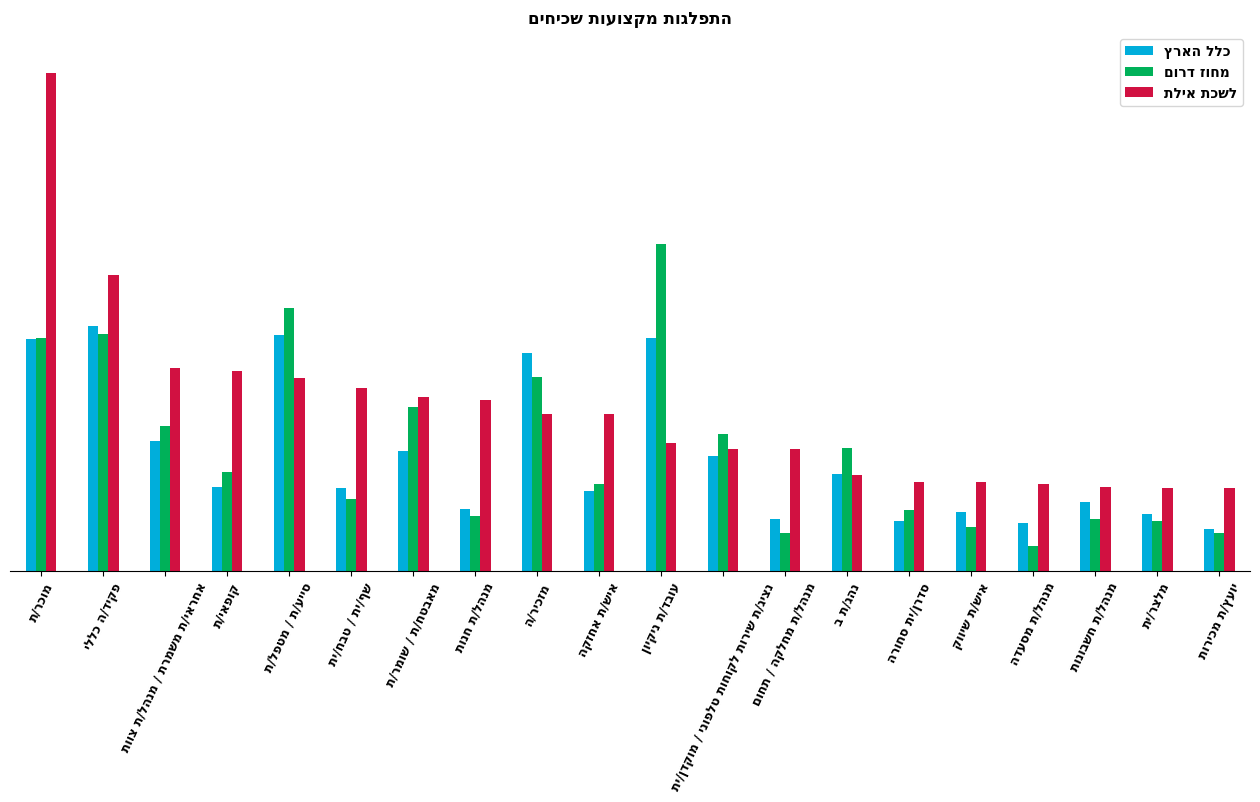 התפלגות מקצועות שכיחים
כלל הארץ
מחוז דרום
לשכת אילת
מוכר/ת
פקיד/ה כללי
אחראי/ת משמרת / מנהל/ת צוות
קופאי/ת
סייע/ת / מטפל/ת
שף/ית / טבח/ית
מאבטח/ת / שומר/ת
מנהל/ת חנות
מזכיר/ה
איש/ת אחזקה
עובד/ת ניקיון
נציג/ת שירות לקוחות טלפוני / מוקדן/ית
מנהל/ת מחלקה / תחום
נהג/ת ב
סדרן/ית סחורה
איש/ת שיווק
מנהל/ת מסעדה
מנהל/ת חשבונות
מלצר/ית
יועץ/ת מכירות